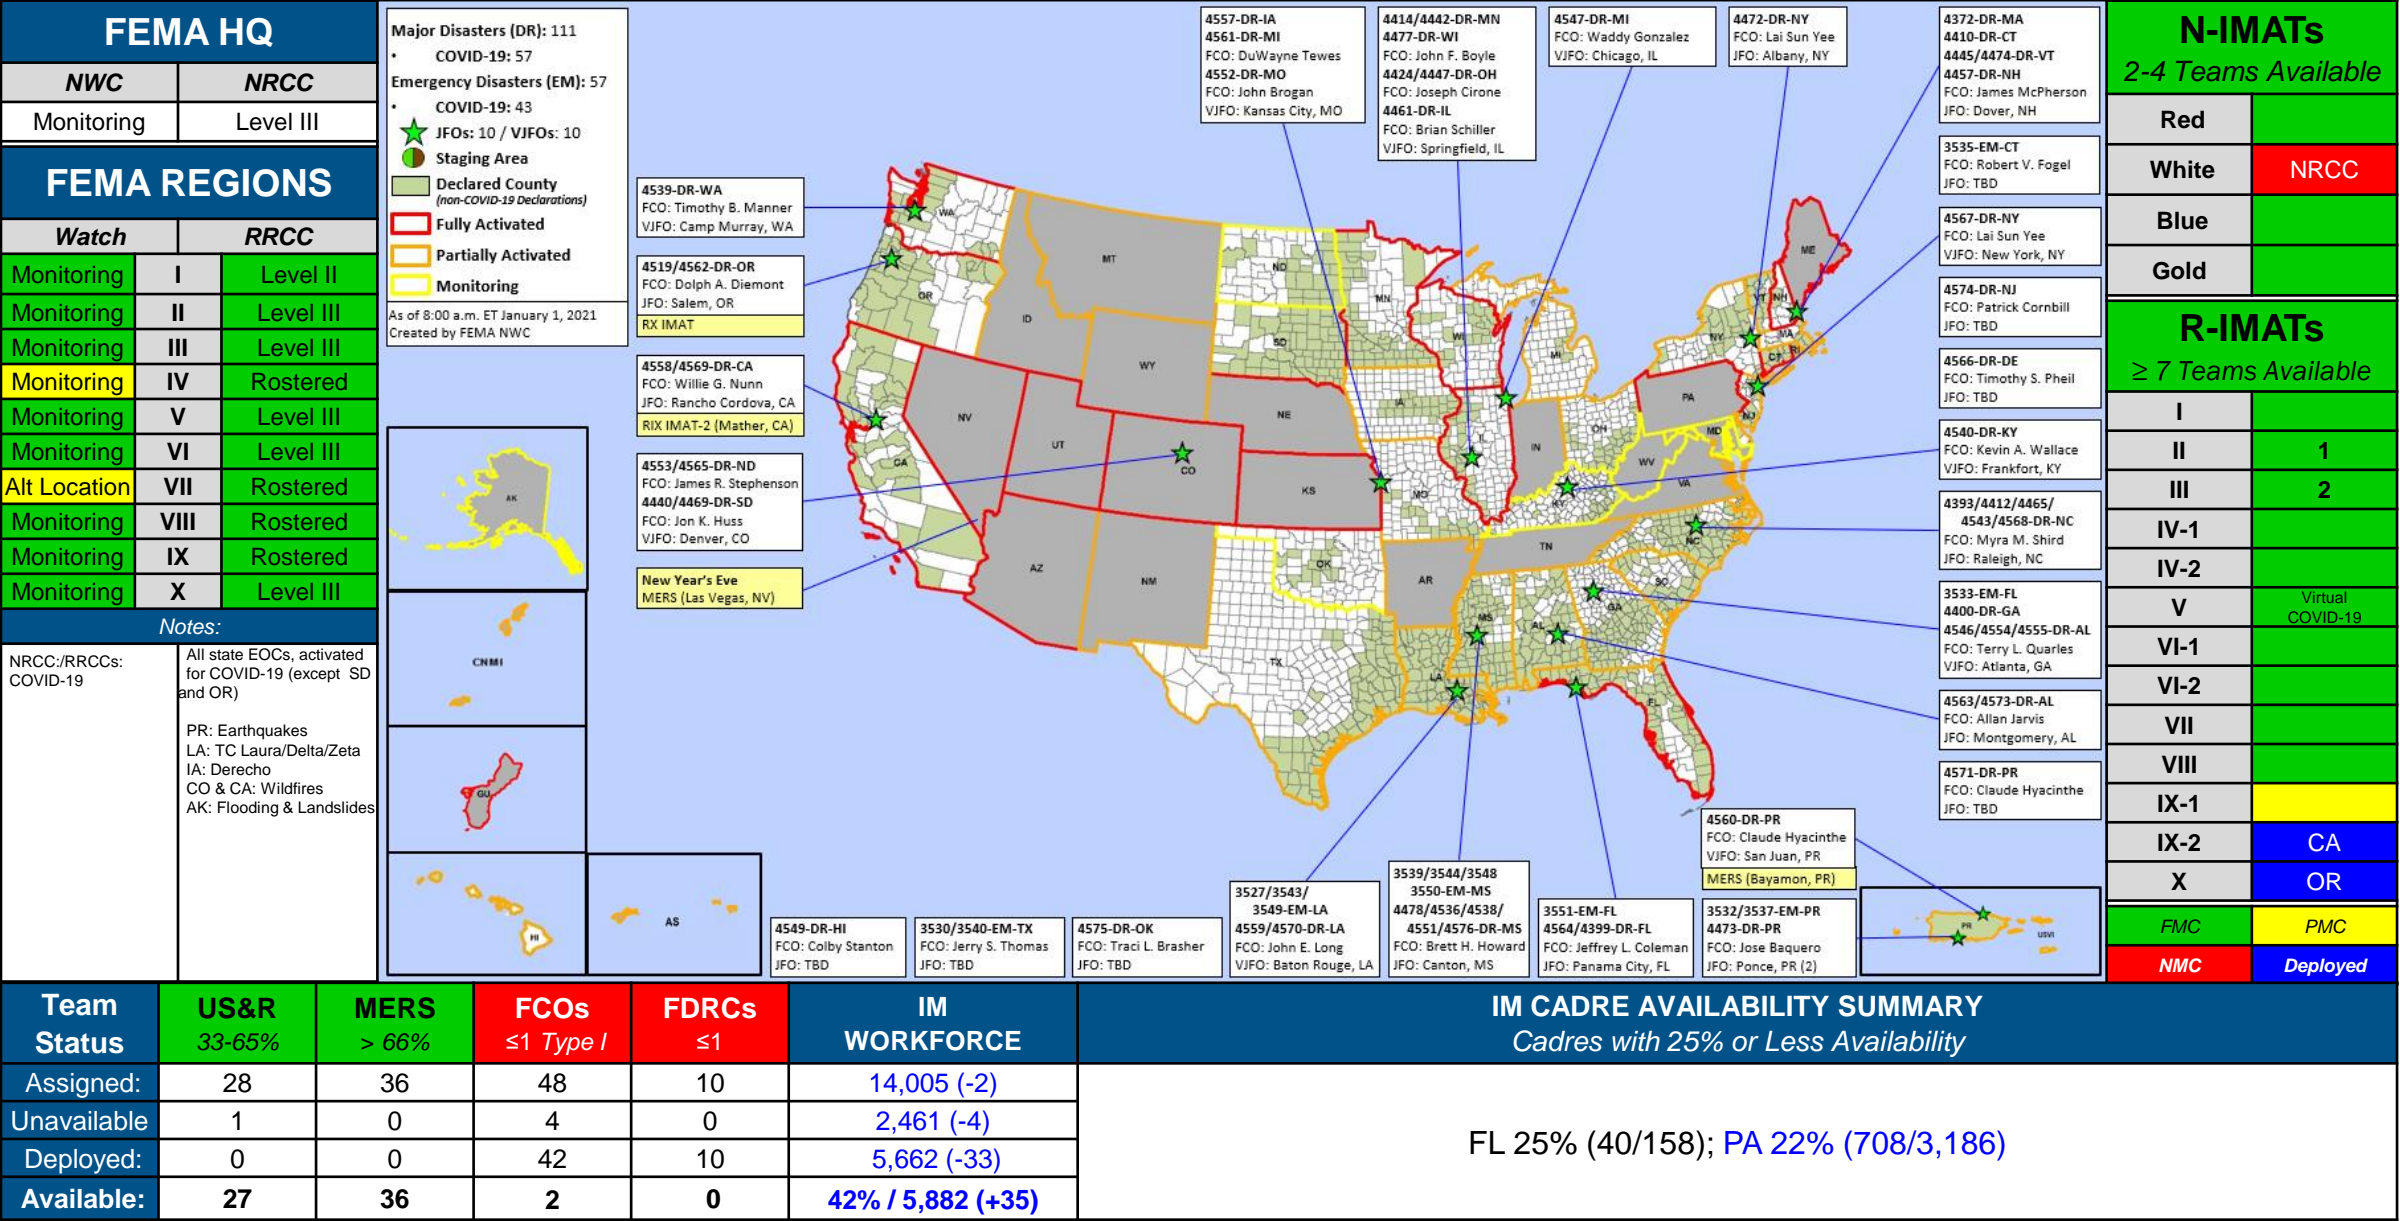 FEMA HQ
NWC NRCC
Monitoring Level III
FEMA REGIONS
Watch RRCC
Monitoring I Level II
Monitoring II Level III
Monitoring III Level III
Monitoring IV Rostered
Monitoring V Level III
Monitoring VI Level III
Alt Location VII Rostered
Monitoring VIII Rostered
Monitoring IX Rostered
Monitoring X Level III
Notes:
NRCC:/RRCCs:
COVID-19
All state EOCs, activated
for COVID-19 (except SD
and OR)
PR: Earthquakes
LA: TC Laura/Delta/Zeta
IA: Derecho
CO & CA: Wildfires
AK: Flooding & Landslides
Major Disasters (DR): 111
• COVID-19: 57
Emergency Disasters (EM): 57
• COVID-19: 43
JFOs: 10 / VJFOs: 10
Staging Area
Declared County
(non-COVID-19 Declarations)
Fully Activated
Partially Activated
Monitoring
As of 8:00 a.m. ET January 1, 2021
Created by FEMA NWC
4539-DR-WA
FCO: Timothy B. Manner
VJFO: Camp Murray, WA
4519/4562-DR-OR
FCO: Dolph A. Diemont
JFO: Salem, OR
RX IMAT
4558/4569-DR-CA
FCO: Willie G. Nunn
JFO: Rancho Cordova, CA
RIX IMAT-2 (Mather, CA)
4553/4565-DR-ND
FCO: James R. Stephenson
4440/4469-DR-SD
FCO: Jon K. Huss
VJFO: Denver, CO
New Year's Eve
MERS (Las Vegas, NV)
4557-DR-IA
4561-DR-MI
FCO: DuWayne Tewes
4552-DR-MO
FCO: John Brogan
VJFO: Kansas City, MO
4414/4442-DR-MN
4477-DR-WI
FCO: John F. Boyle
4424/4447-DR-OH
FCO: Joseph Cirone
4461-DR-IL
FCO: Brian Schiller
VJFO: Springfield, IL
4547-DR-MI
FCO: Waddy Gonzalez
VJFO: Chicago, IL
4472-DR-NY
FCO: Lai Sun Yee
JFO: Albany, NY
4372-DR-MA
4410-DR-CT
4445/4474-DR-VT
4457-DR-NH
FCO: James McPherson
JFO: Dover, NH
3535-EM-CT
FCO: Robert V. Fogel
JFO: TBD
4567-DR-NY
FCO: Lai Sun Yee
VJFO: New York, NY
4574-DR-NJ
FCO: Patrick Cornbill
JFO: TBD
4566-DR-DE
FCO: Timothy S. Pheil
JFO: TBD
4540-DR-KY
FCO: Kevin A. Wallace
VJFO: Frankfort, KY
4393/4412/4465/
4543/4568-DR-NC
FCO: Myra M. Shird
JFO: Raleigh, NC
3533-EM-FL
4400-DR-GA
4546/4554/4555-DR-AL
FCO: Terry L. Quarles
VJFO: Atlanta, GA
4563/4573-DR-AL
FCO: Allan Jarvis
JFO: Montgomery, AL
4571-DR-PR
FCO: Claude Hyacinthe
JFO: TBD
4560-DR-PR
FCO: Claude Hyacinthe
VJFO: San Juan, PR
MERS (Bayamon, PR)
WA
OR
CA
ID
MT
WY
NV
UT
CO
AZ
NM
ND
SD
NE
KS
OK
TX
MN
IA
MO
AR
LA
WI
IL
MI
IN
OH
KY
TN
MS
AL
GA
FL
SC
NC
VA
WV
MD
PA
NJ
NY
VT
NH
ME
MA
CT
RI
AK
CNMI
GU
HI
AS
PR
USVI
4549-DR-HI
FCO: Colby Stanton
JFO: TBD
3530/3540-EM-TX
FCO: Jerry S. Thomas
JFO: TBD
4575-DR-OK
FCO: Traci L. Brasher
JFO: TBD
3527/3543/
3549-EM-LA
4559/4570-DR-LA
FCO: John E. Long
VJFO: Baton Rouge, LA
3539/3544/3548
3550-EM-MS
4478/4536/4538/
4551/4576-DR-MS
FCO: Brett H. Howard
JFO: Canton, MS
3551-EM-FL
4564/4399-DR-FL
FCO: Jeffrey L. Coleman
JFO: Panama City, FL
3532/3537-EM-PR
4473-DR-PR
FCO: Jose Baquero
JFO: Ponce, PR (2)
N-IMATs
2-4 Teams Available
Red
White NRCC
Blue
Gold
R-IMATs
≥ 7 Teams Available
I
II 1
III 2
IV-1
IV-2
V Virtual
COVID-19
VI-1
VI-2
VII
VIII
IX-1
IX-2 CA
X OR
FMC PMC
NMC Deployed
Team US&R MERS FCOs FDRCs IM
Status 33-65% > 66% ≤1 Type I ≤1 WORKFORCE
Assigned: 28 36 48 10 14,005 (-2)
Unavailable 1 0 4 0 2,461 (-4)
Deployed: 0 0 42 10 5,662 (-33)
Available: 27 36 2 0 42% / 5,882 (+35)
IM CADRE AVAILABILITY SUMMARY
Cadres with 25% or Less Availability
FL 25% (40/158); PA 22% (708/3,186)